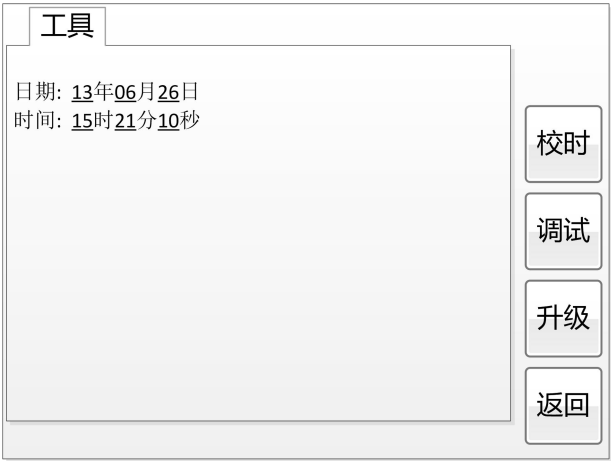 工具
日期: 13年06月26日
时间: 15时21分10秒
校时
调试
升级
返回